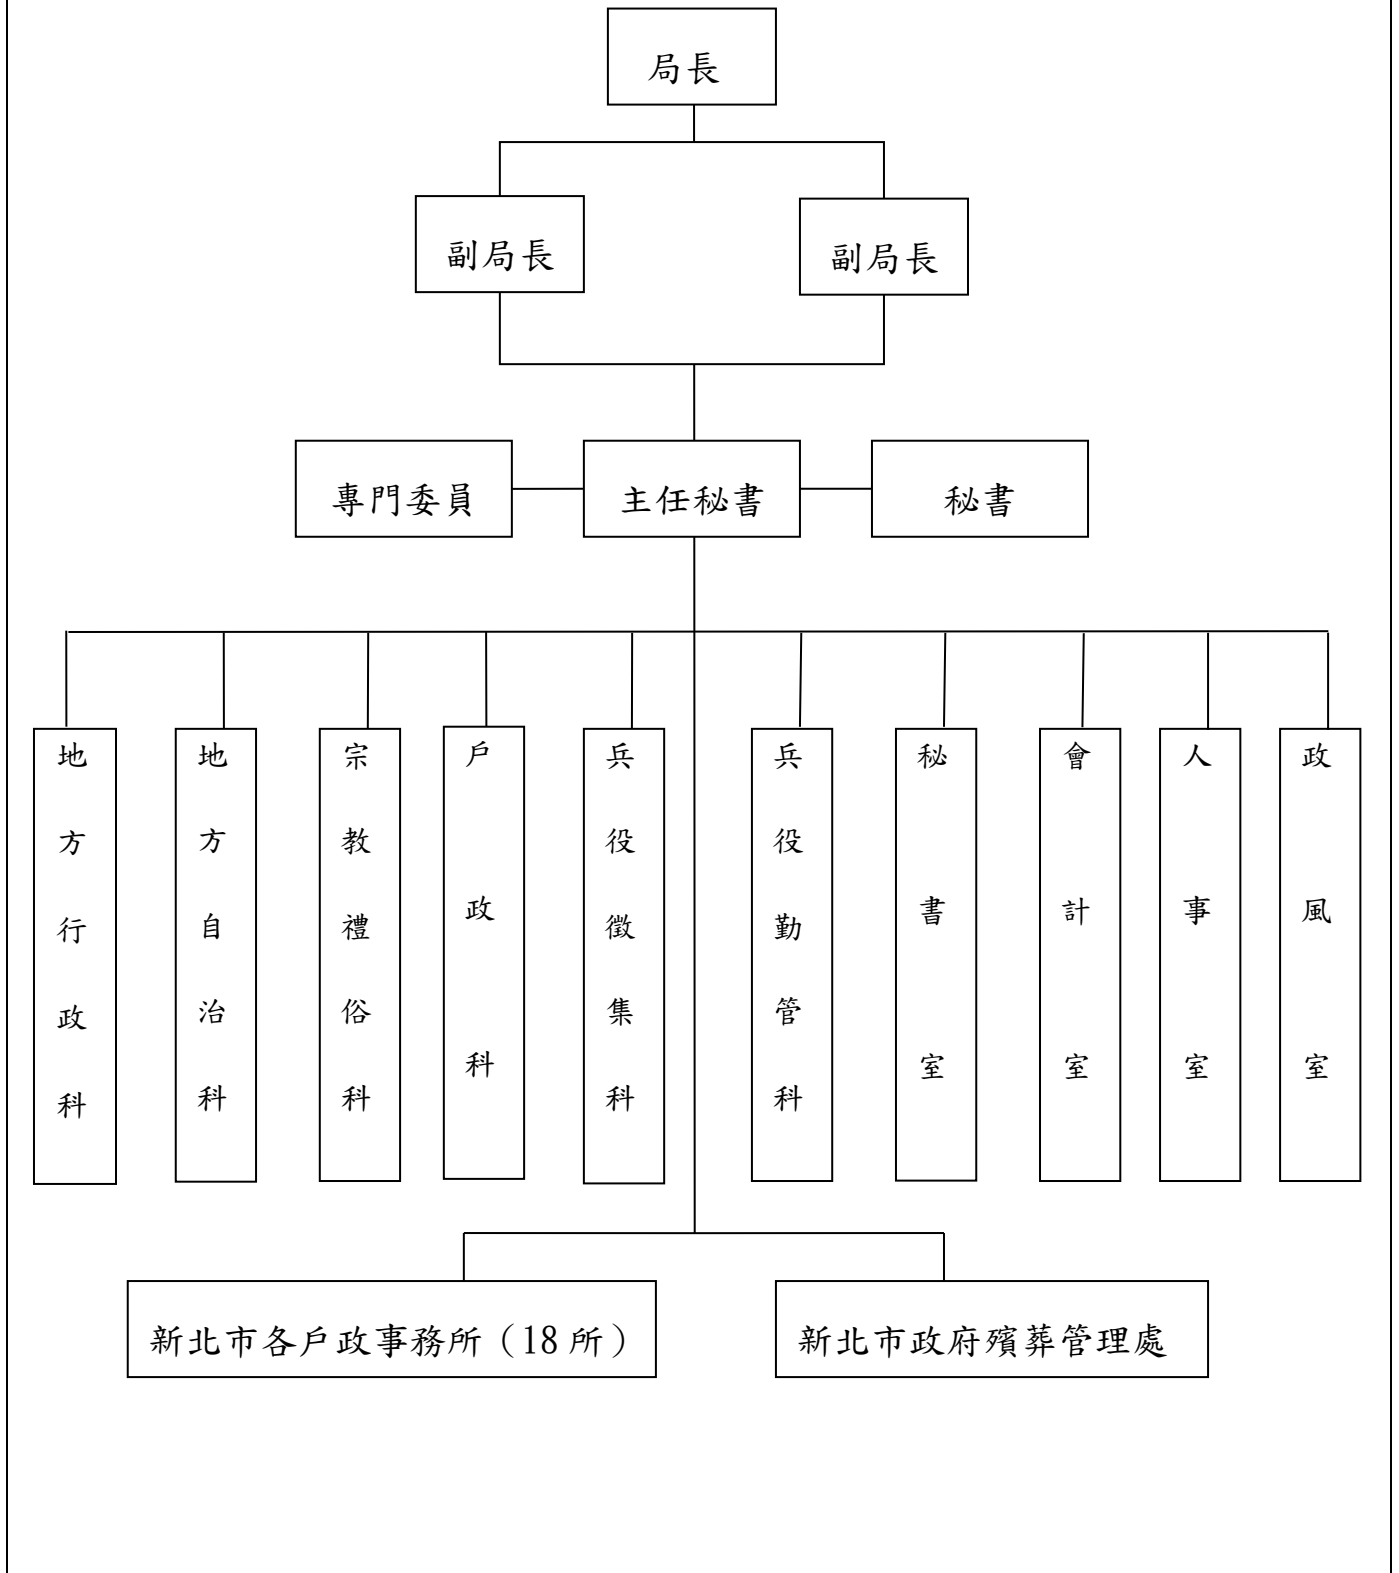 局長
副局長
副局長
專門委員
主任秘書
秘書
地方行政科
地方自治科
宗教禮俗科
戶政科
兵役徵集科
兵役勤管科
秘書室
會計室
人事室
政風室
新北市各戶政事務所（18 所）
新北市政府殯葬管理處